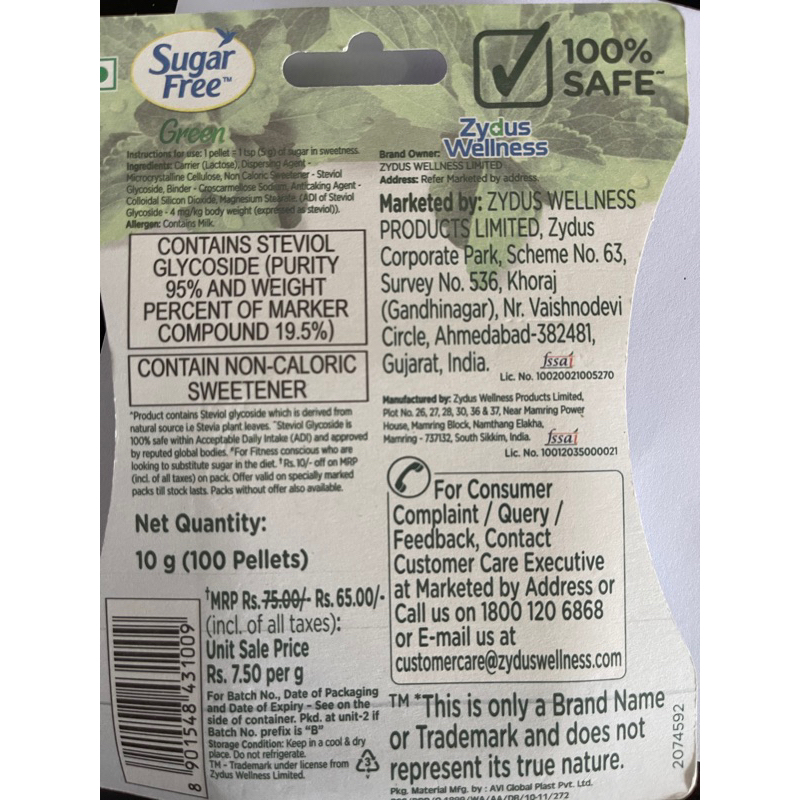 Sugar
Free™
Green
100%
SAFE~
Instructions for use: 1 pellet = 1 tsp (5 g) of sugar in sweetness.
Ingredients: Carrier (Lactose), Dispersing Agent -
Microcrystalline Cellulose, Non Caloric Sweetener - Steviol
Glycoside, Binder - Croscarmellose Sodium, Anticaking Agent -
Colloidal Silicon Dioxide, Magnesium Stearate. (ADI of Steviol
Glycoside - 4 mg/kg body weight (expressed as steviol)).
Allergen: Contains Milk.
CONTAINS STEVIOL
GLYCOSIDE (PURITY
95% AND WEIGHT
PERCENT OF MARKER
COMPOUND 19.5%)
CONTAIN NON-CALORIC
SWEETENER
*Product contains Steviol glycoside which is derived from
natural source i.e Stevia plant leaves. ~Steviol Glycoside is
100% safe within Acceptable Daily Intake (ADI) and approved
by reputed global bodies. #For Fitness conscious who are
looking to substitute sugar in the diet. †Rs. 10/- off on MRP
(incl. of all taxes) on pack. Offer valid on specially marked
packs till stock lasts. Packs without offer also available.
Net Quantity:
10 g (100 Pellets)
†MRP Rs.75.00/- Rs. 65.00/-
(incl. of all taxes):
Unit Sale Price
Rs. 7.50 per g
For Batch No., Date of Packaging
and Date of Expiry - See on the
side of container. Pkd. at unit-2 if
Batch No. prefix is "B"
Storage Condition: Keep in a cool & dry
place. Do not refrigerate.
TM - Trademark under license from
Zydus Wellness Limited.
3
8 901548 431009
Zydus
Wellness
Brand Owner:
ZYDUS WELLNESS LIMITED
Address: Refer Marketed by address.
Marketed by: ZYDUS WELLNESS
PRODUCTS LIMITED, Zydus
Corporate Park, Scheme No. 63,
Survey No. 536, Khoraj
(Gandhinagar), Nr. Vaishnodevi
Circle, Ahmedabad-382481,
Gujarat, India.
fssai
Lic. No. 10020021005270
Manufactured by: Zydus Wellness Products Limited,
Plot No. 26, 27, 28, 30, 36 & 37, Near Mamring Power
House, Mamring Block, Namthang Elakha,
Mamring - 737132, South Sikkim, India.
fssai
Lic. No. 10012035000021
For Consumer
Complaint / Query /
Feedback, Contact
Customer Care Executive
at Marketed by Address or
Call us on 1800 120 6868
or E-mail us at
customercare@zyduswellness.com
TM *This is only a Brand Name
or Trademark and does not
represent its true nature.
Pkg. Material Mfg. by : AVI Global Plast Pvt. Ltd.
2074592